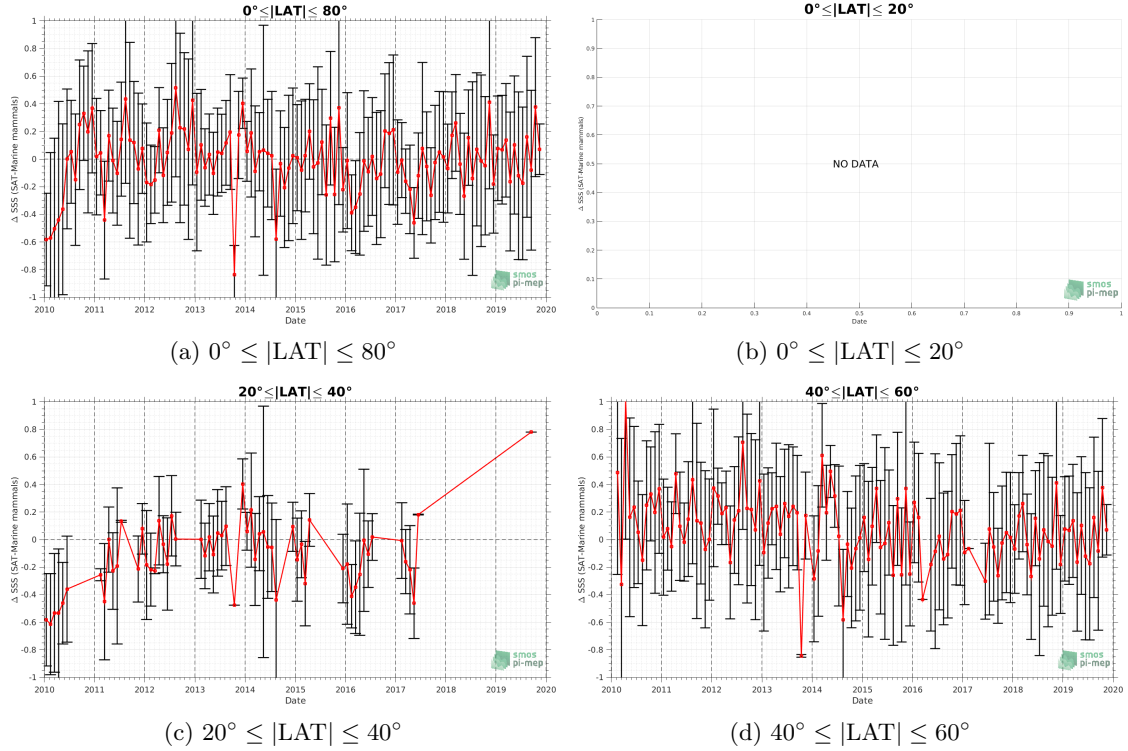 0°≤|LAT|≤ 80°
Δ SSS (SAT-Marine mammals)
1
0.8
0.6
0.4
0.2
0
-0.2
-0.4
-0.6
-0.8
-1
2010 2011 2012 2013 2014 2015 2016 2017 2018 2019 2020
Date
smos
pi-mep
(a) 0° ≤ |LAT| ≤ 80°
0°≤|LAT|≤ 20°
Δ SSS (SAT-Marine mammals)
1
0.9
0.8
0.7
0.6
0.5
0.4
0.3
0.2
0.1
0
NO DATA
0 0.1 0.2 0.3 0.4 0.5 0.6 0.7 0.8 0.9 1
Date
smos
pi-mep
(b) 0° ≤ |LAT| ≤ 20°
20°≤|LAT|≤ 40°
Δ SSS (SAT-Marine mammals)
1
0.8
0.6
0.4
0.2
0
-0.2
-0.4
-0.6
-0.8
-1
2010 2011 2012 2013 2014 2015 2016 2017 2018 2019 2020
Date
smos
pi-mep
(c) 20° ≤ |LAT| ≤ 40°
40°≤|LAT|≤ 60°
Δ SSS (SAT-Marine mammals)
1
0.8
0.6
0.4
0.2
0
-0.2
-0.4
-0.6
-0.8
-1
2010 2011 2012 2013 2014 2015 2016 2017 2018 2019 2020
Date
smos
pi-mep
(d) 40° ≤ |LAT| ≤ 60°